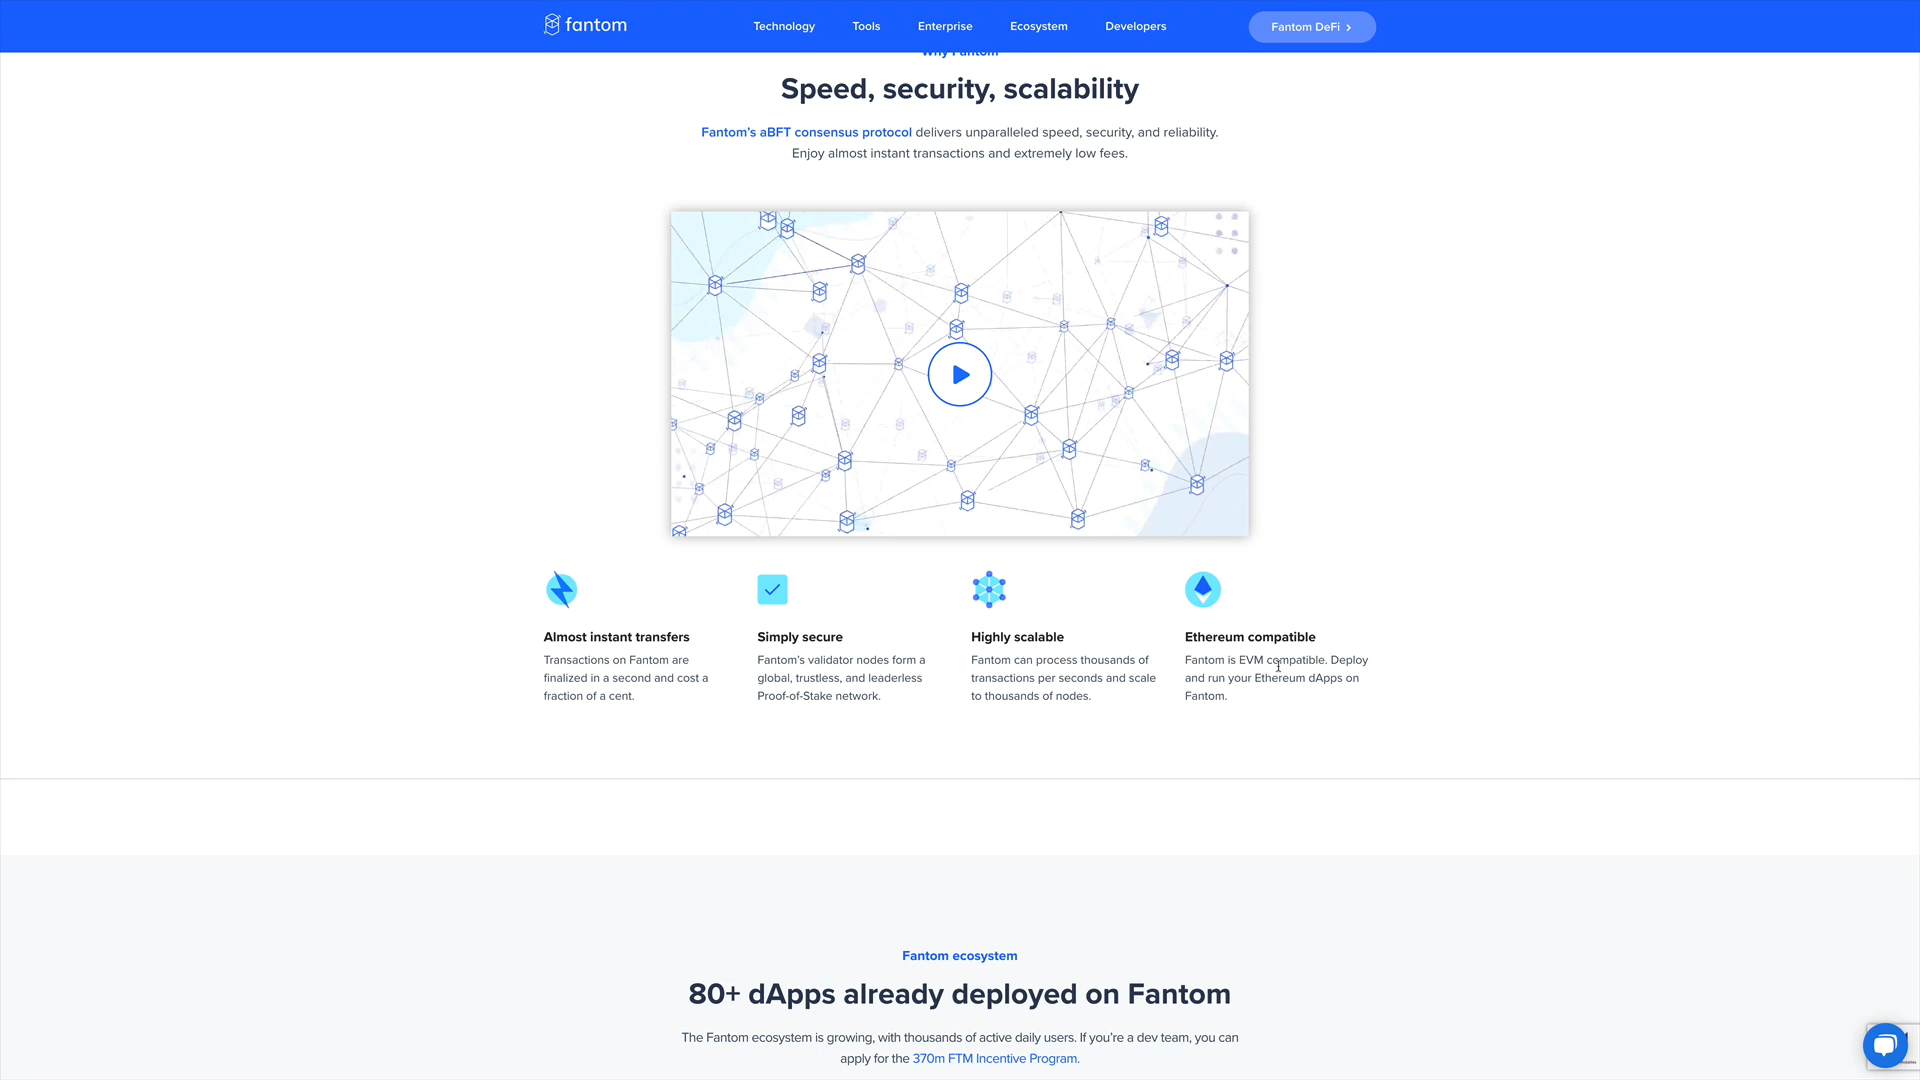 fantom
Technology
Tools
Enterprise
Ecosystem
Developers
Fantom DeFi
Why Fantom
Speed, security, scalability
Fantom's aBFT consensus protocol delivers unparalleled speed, security, and reliability.
Enjoy almost instant transactions and extremely low fees.
Almost instant transfers
Transactions on Fantom are
finalized in a second and cost a
fraction of a cent.
Simply secure
Fantom's validator nodes form a
global, trustless, and leaderless
Proof-of-Stake network.
Highly scalable
Fantom can process thousands of
transactions per seconds and scale
to thousands of nodes.
Ethereum compatible
Fantom is EVM compatible. Deploy
and run your Ethereum dApps on
Fantom.
Fantom ecosystem
80+ dApps already deployed on Fantom
The Fantom ecosystem is growing, with thousands of active daily users. If you're a dev team, you can
apply for the 370m FTM Incentive Program.